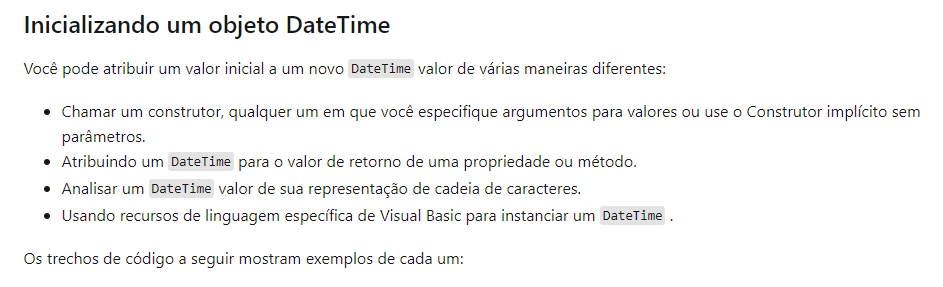 Inicializando um objeto DateTime
Você pode atribuir um valor inicial a um novo DateTime valor de várias maneiras diferentes:
• Chamar um construtor, qualquer um em que você especifique argumentos para valores ou use o Construtor implícito sem
parâmetros.
• Atribuindo um DateTime para o valor de retorno de uma propriedade ou método.
• Analisar um DateTime valor de sua representação de cadeia de caracteres.
• Usando recursos de linguagem específica de Visual Basic para instanciar um DateTime .
Os trechos de código a seguir mostram exemplos de cada um: